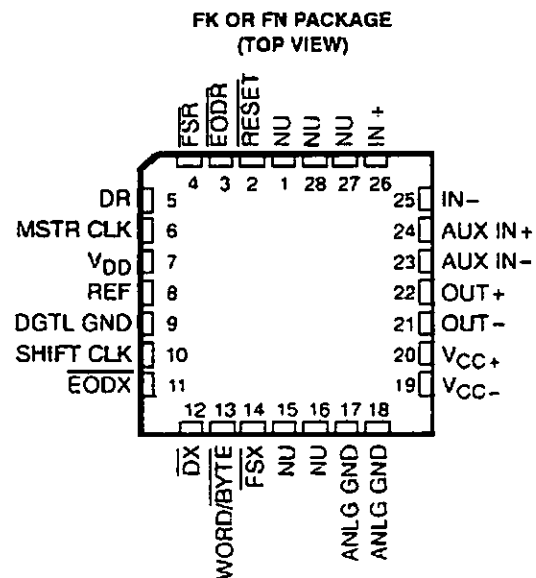 FK OR FN PACKAGE
(TOP VIEW)
FSR
EODR
RESET
NU
NU
NU
IN +
4 3 2 1 28 27 26
DR 5
MSTR CLK 6
VDD 7
REF 8
DGTL GND 9
SHIFT CLK 10
EODX 11
25 IN-
24 AUX IN+
23 AUX IN-
22 OUT+
21 OUT-
20 VCC+
19 VCC-
12 13 14 15 16 17 18
DX
WORD/BYTE
FSX
NU
NU
ANLG GND
ANLG GND